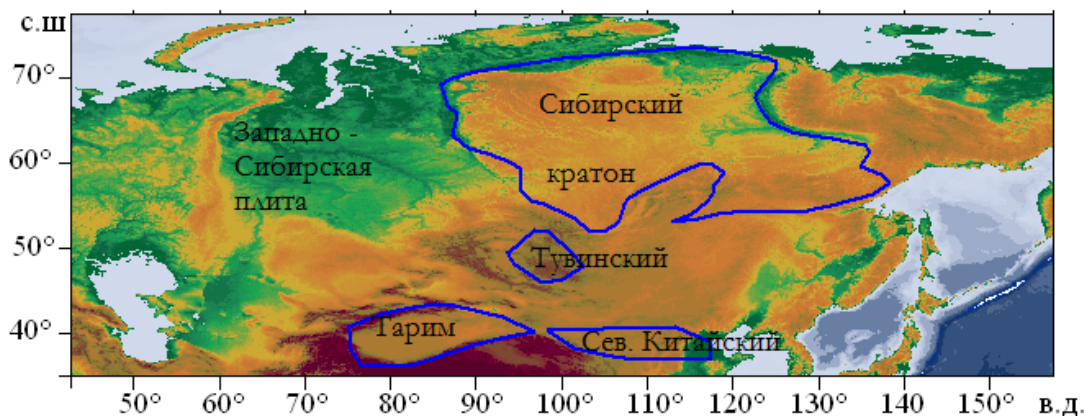 с.ш
70°
60°
50°
40°
Сибирский
кратон
Западно -
Сибирская
плита
Тувинский
Тарим
Сев. Китайский
50° 60° 70° 80° 90° 100° 110° 120° 130° 140° 150° в.д